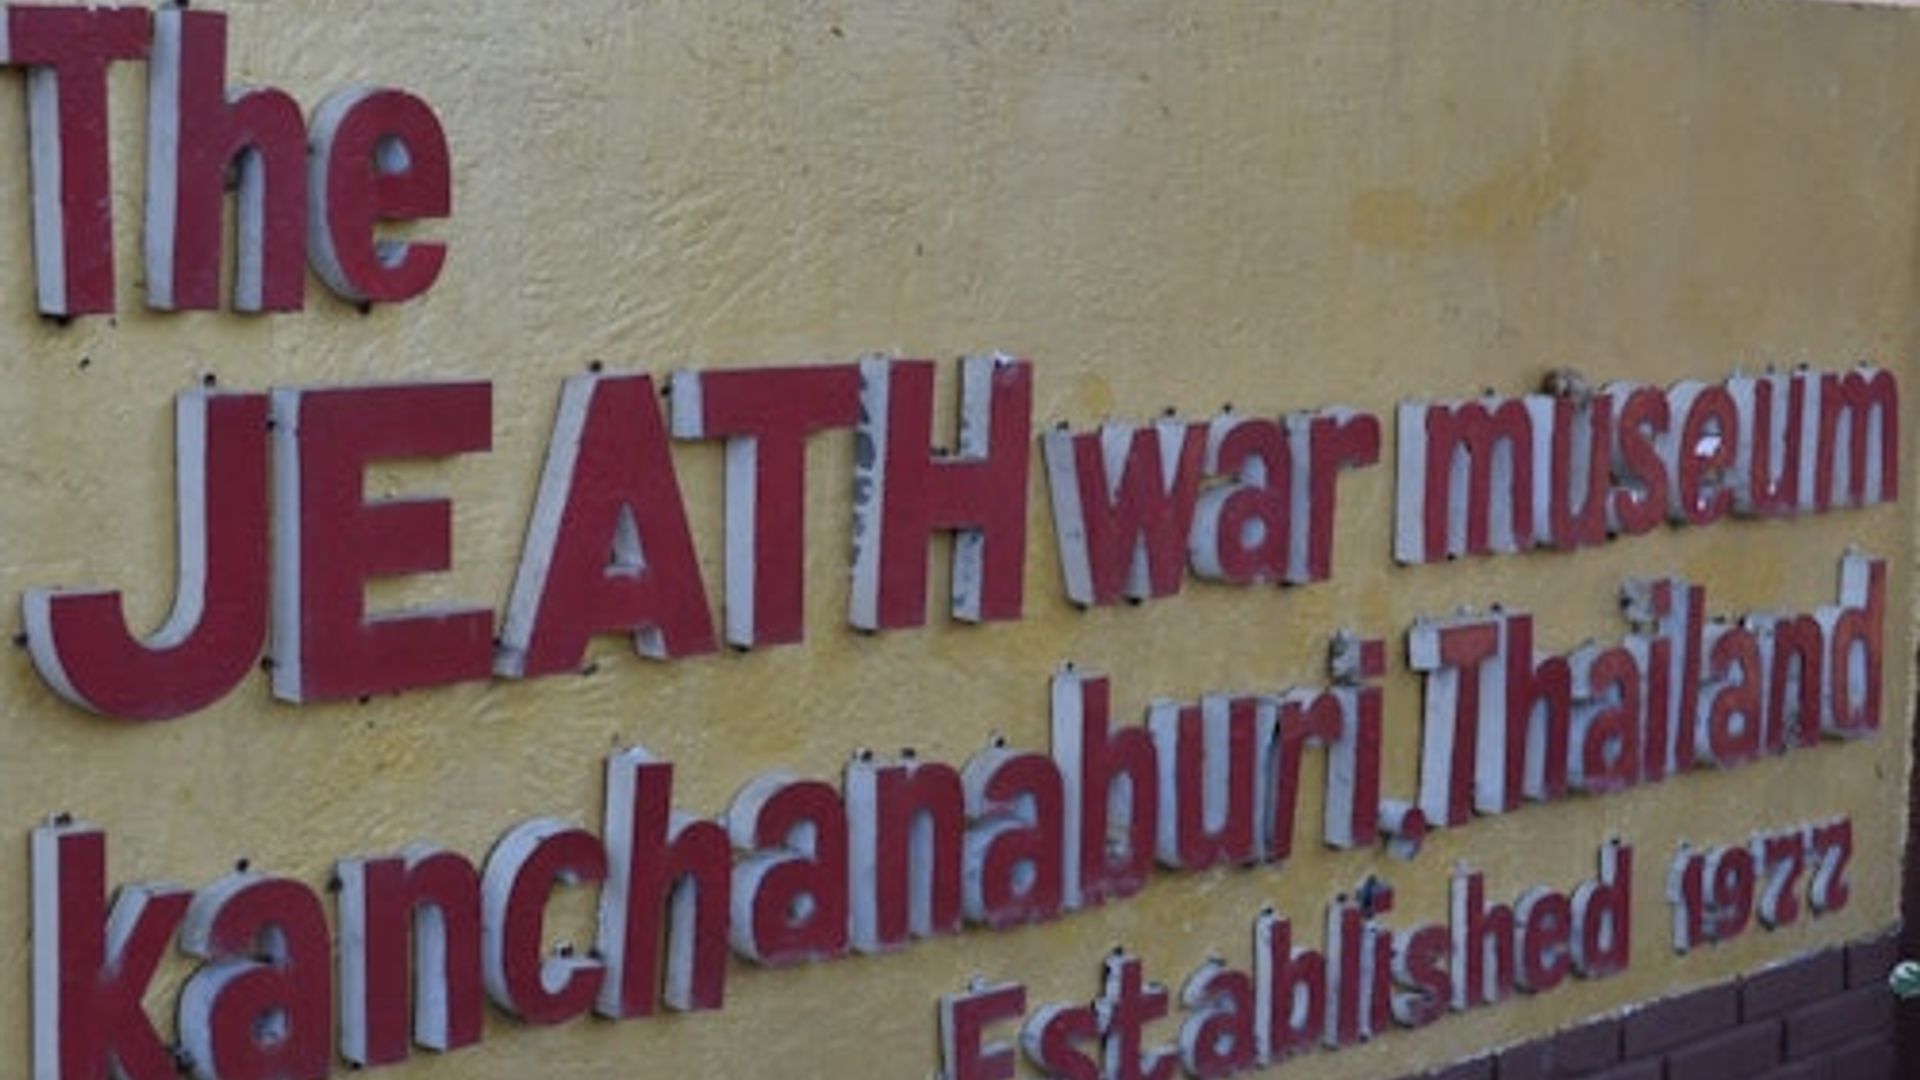 The
JEATH war museum
kanchanaburi,Thailand
Established 1977